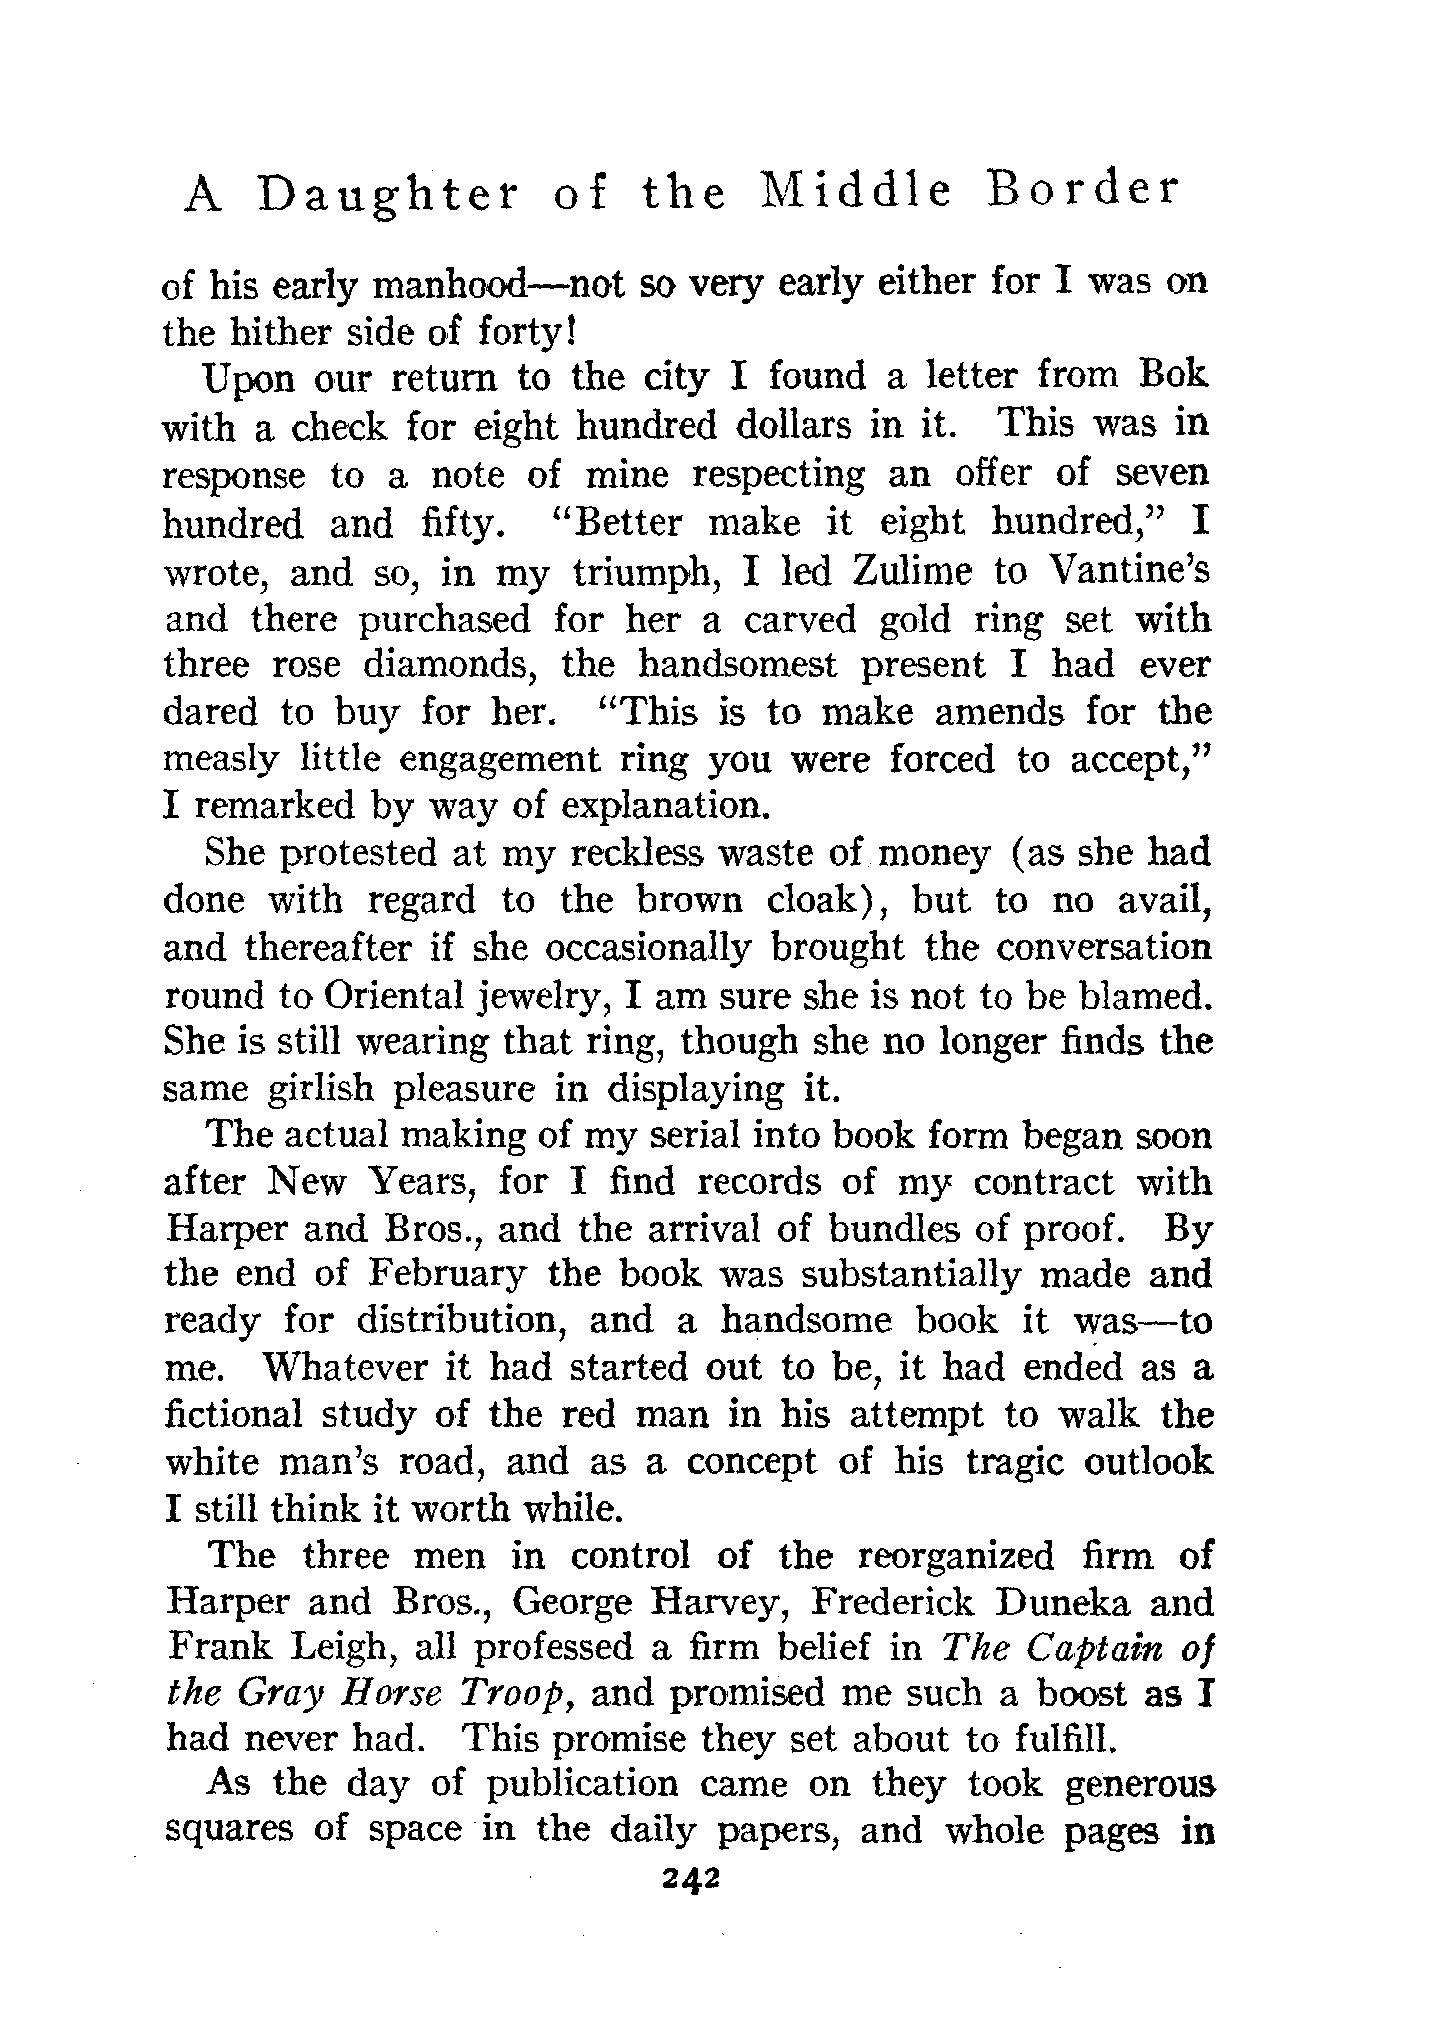 A Daughter of the Middle Border
of his early manhood—not so very early either for I was on
the hither side of forty!
Upon our return to the city I found a letter from Bok
with a check for eight hundred dollars in it. This was in
response to a note of mine respecting an offer of seven
hundred and fifty. “Better make it eight hundred,” I
wrote, and so, in my triumph, I led Zulime to Vantine’s
and there purchased for her a carved gold ring set with
three rose diamonds, the handsomest present I had ever
dared to buy for her. “This is to make amends for the
measly little engagement ring you were forced to accept,”
I remarked by way of explanation.
She protested at my reckless waste of money (as she had
done with regard to the brown cloak), but to no avail,
and thereafter if she occasionally brought the conversation
round to Oriental jewelry, I am sure she is not to be blamed.
She is still wearing that ring, though she no longer finds the
same girlish pleasure in displaying it.
The actual making of my serial into book form began soon
after New Years, for I find records of my contract with
Harper and Bros., and the arrival of bundles of proof. By
the end of February the book was substantially made and
ready for distribution, and a handsome book it was—to
me. Whatever it had started out to be, it had ended as a
fictional study of the red man in his attempt to walk the
white man’s road, and as a concept of his tragic outlook
I still think it worth while.
The three men in control of the reorganized firm of
Harper and Bros., George Harvey, Frederick Duneka and
Frank Leigh, all professed a firm belief in The Captain of
the Gray Horse Troop, and promised me such a boost as I
had never had. This promise they set about to fulfill.
As the day of publication came on they took generous
squares of space in the daily papers, and whole pages in
242